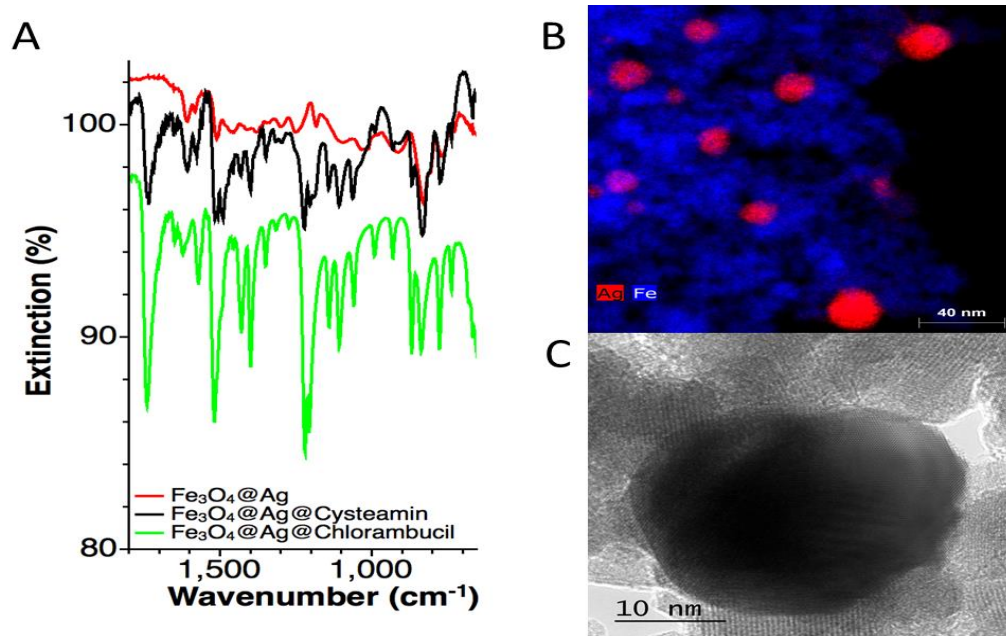 A
Extinction (%)
100
90
80
Fe₃O₄@Ag
Fe₃O₄@Ag@Cysteamin
Fe₃O₄@Ag@Chlorambucil
1,500 1,000
Wavenumber (cm⁻¹)
B
Ag Fe
40 nm
C
10 nm